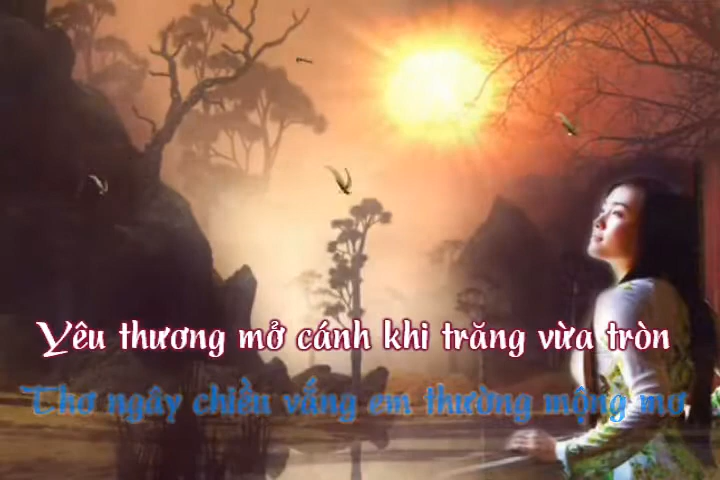 Yêu thương mở cánh khi trăng vừa tròn
Thơ ngây chiều vắng em thường mộng mơ